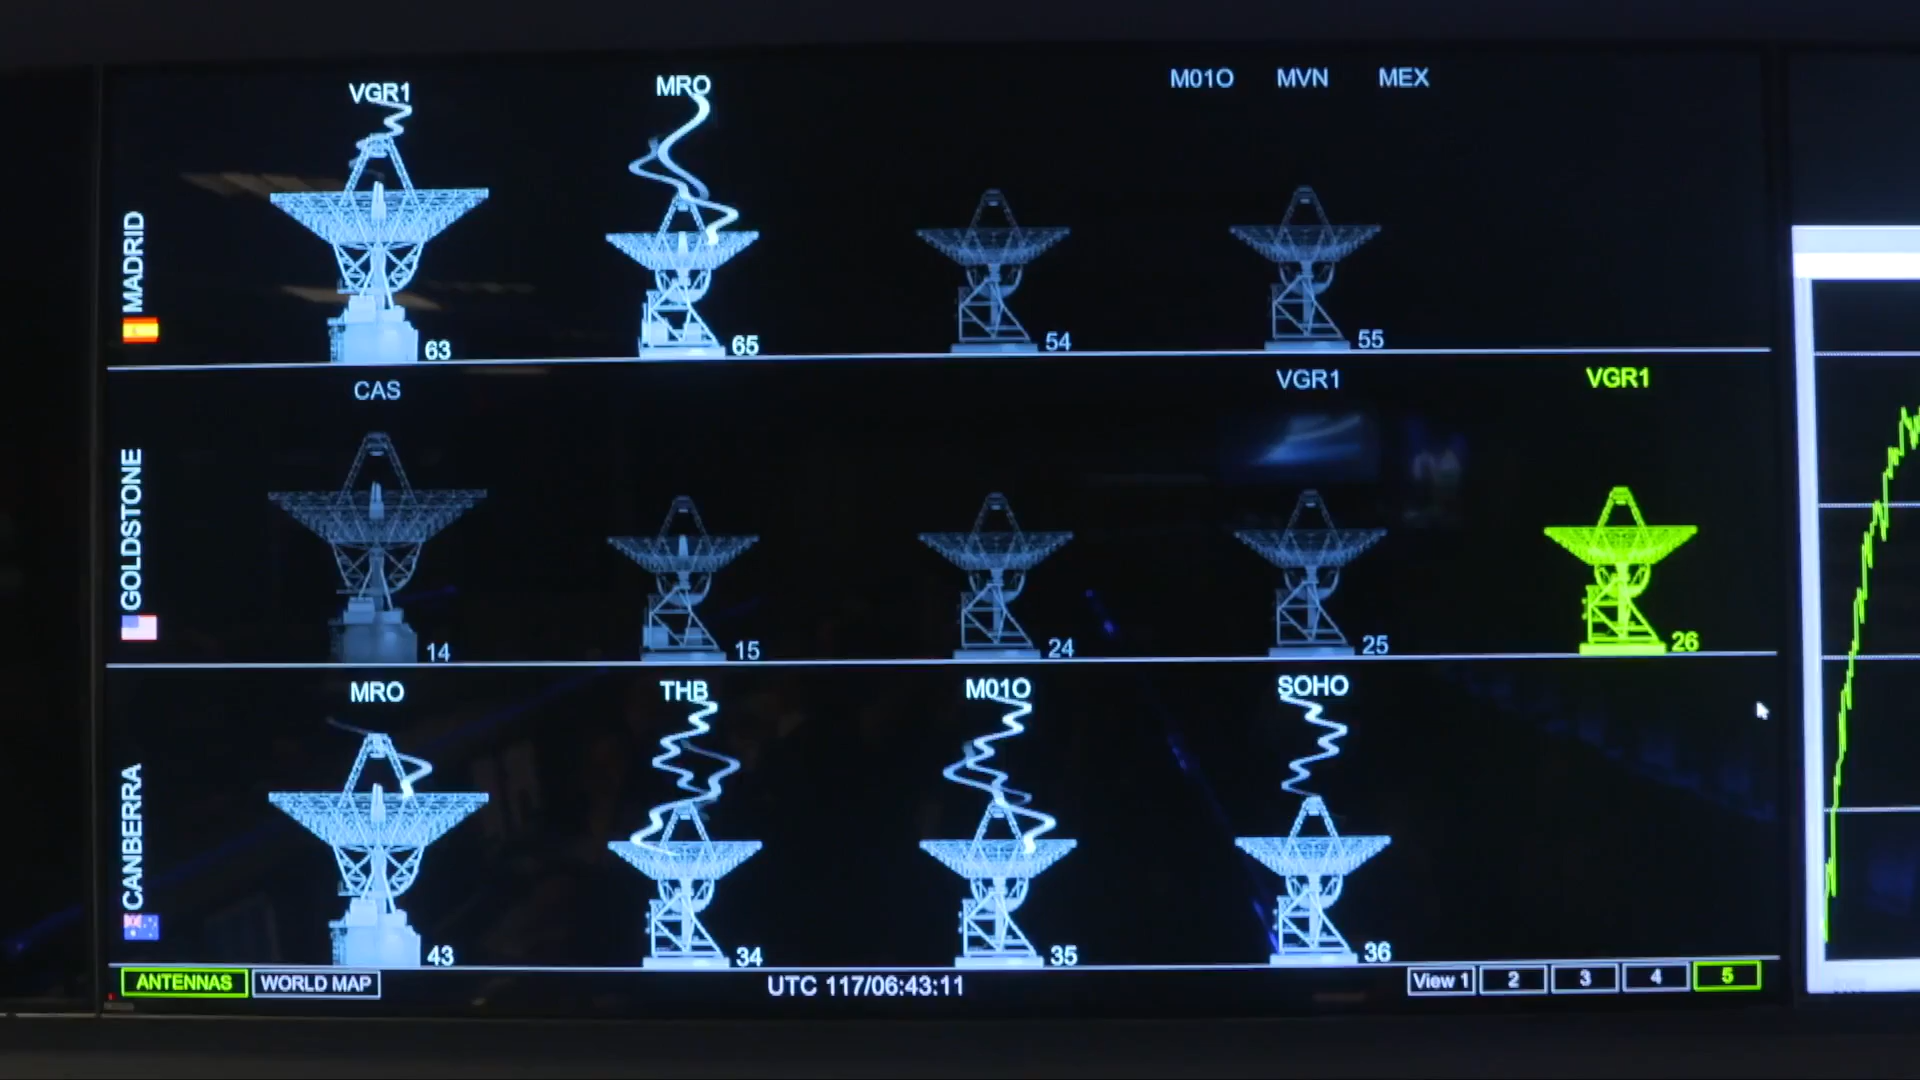 VGR1 MRO M01O MVN MEX
MADRID
63 65 54 55
CAS VGR1 VGR1
GOLDSTONE
14 15 24 25 26
MRO THB M01O SOHO
CANBERRA
43 34 35 36
ANTENNAS WORLD MAP UTC 117/06:43:11 View 1 2 3 4 5